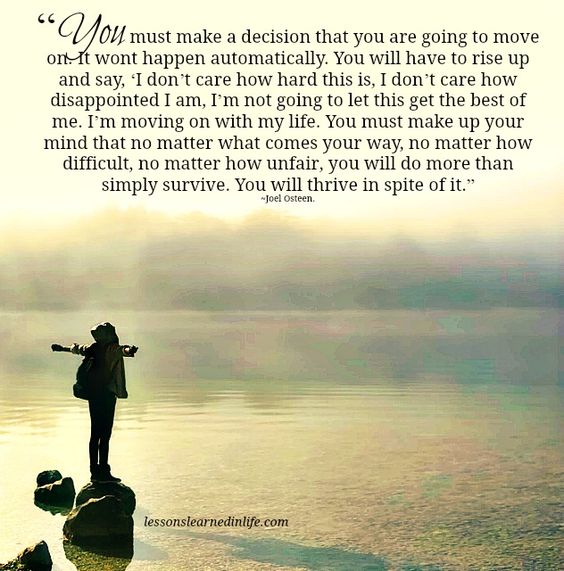 “You must make a decision that you are going to move
on. It wont happen automatically. You will have to rise up
and say, ‘I don’t care how hard this is, I don’t care how
disappointed I am, I’m not going to let this get the best of
me. I’m moving on with my life. You must make up your
mind that no matter what comes your way, no matter how
difficult, no matter how unfair, you will do more than
simply survive. You will thrive in spite of it.”
~Joel Osteen.
lessonslearnedinlife.com